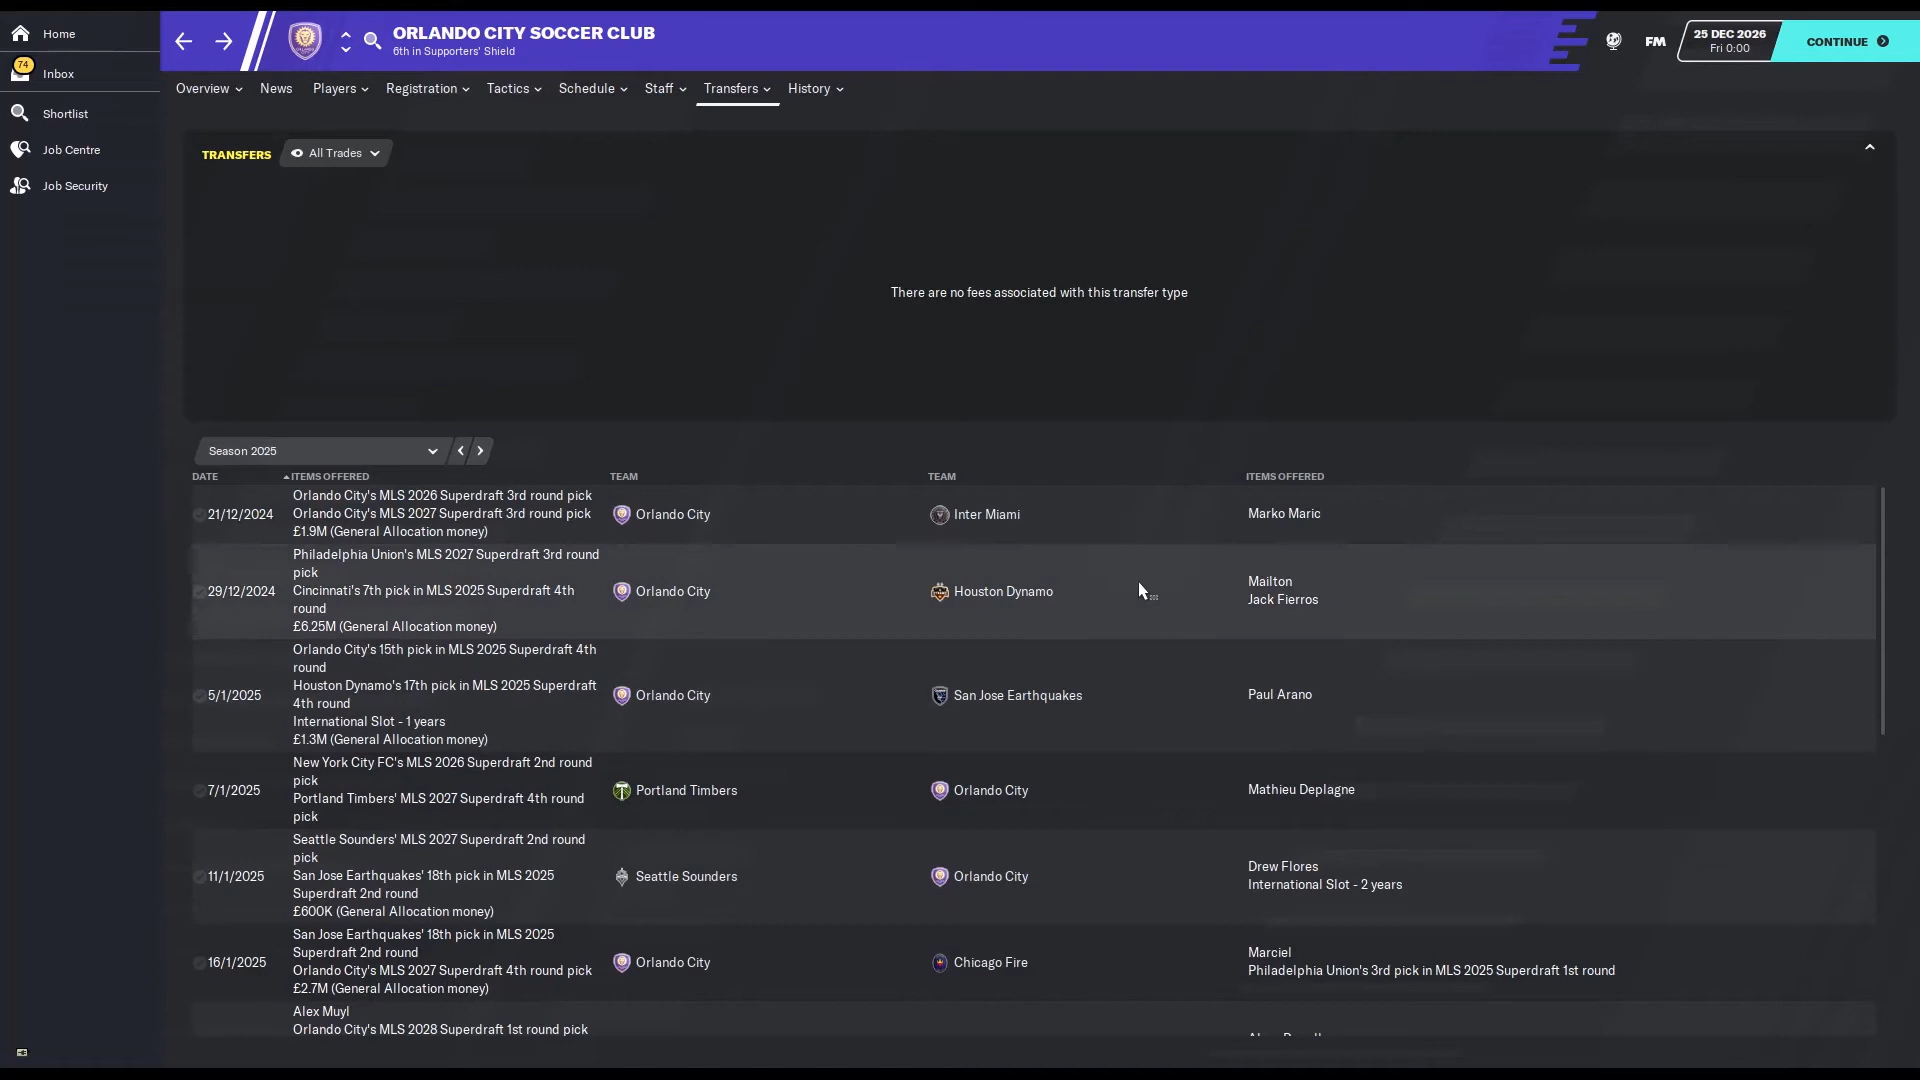 Home
74
Inbox
Shortlist
Job Centre
Job Security
ORLANDO CITY SOCCER CLUB
6th in Supporters' Shield
FM
25 DEC 2026
Fri 0:00
CONTINUE
Overview
News
Players
Registration
Tactics
Schedule
Staff
Transfers
History
TRANSFERS
All Trades
There are no fees associated with this transfer type
Season 2025
DATE
ITEMS OFFERED
TEAM
TEAM
ITEMS OFFERED
21/12/2024
Orlando City's MLS 2026 Superdraft 3rd round pick
Orlando City's MLS 2027 Superdraft 3rd round pick
£1.9M (General Allocation money)
Orlando City
Inter Miami
Marko Maric
29/12/2024
Philadelphia Union's MLS 2027 Superdraft 3rd round
pick
Cincinnati's 7th pick in MLS 2025 Superdraft 4th
round
£6.25M (General Allocation money)
Orlando City
Houston Dynamo
Mailton
Jack Fierros
5/1/2025
Orlando City's 15th pick in MLS 2025 Superdraft 4th
round
Houston Dynamo's 17th pick in MLS 2025 Superdraft
4th round
International Slot - 1 years
£1.3M (General Allocation money)
Orlando City
San Jose Earthquakes
Paul Arano
7/1/2025
New York City FC's MLS 2026 Superdraft 2nd round
pick
Portland Timbers' MLS 2027 Superdraft 4th round
pick
Portland Timbers
Orlando City
Mathieu Deplagne
11/1/2025
Seattle Sounders' MLS 2027 Superdraft 2nd round
pick
San Jose Earthquakes' 18th pick in MLS 2025
Superdraft 2nd round
£600K (General Allocation money)
Seattle Sounders
Orlando City
Drew Flores
International Slot - 2 years
16/1/2025
San Jose Earthquakes' 18th pick in MLS 2025
Superdraft 2nd round
Orlando City's MLS 2027 Superdraft 4th round pick
£2.7M (General Allocation money)
Orlando City
Chicago Fire
Marciel
Philadelphia Union's 3rd pick in MLS 2025 Superdraft 1st round
Alex Muyl
Orlando City's MLS 2028 Superdraft 1st round pick